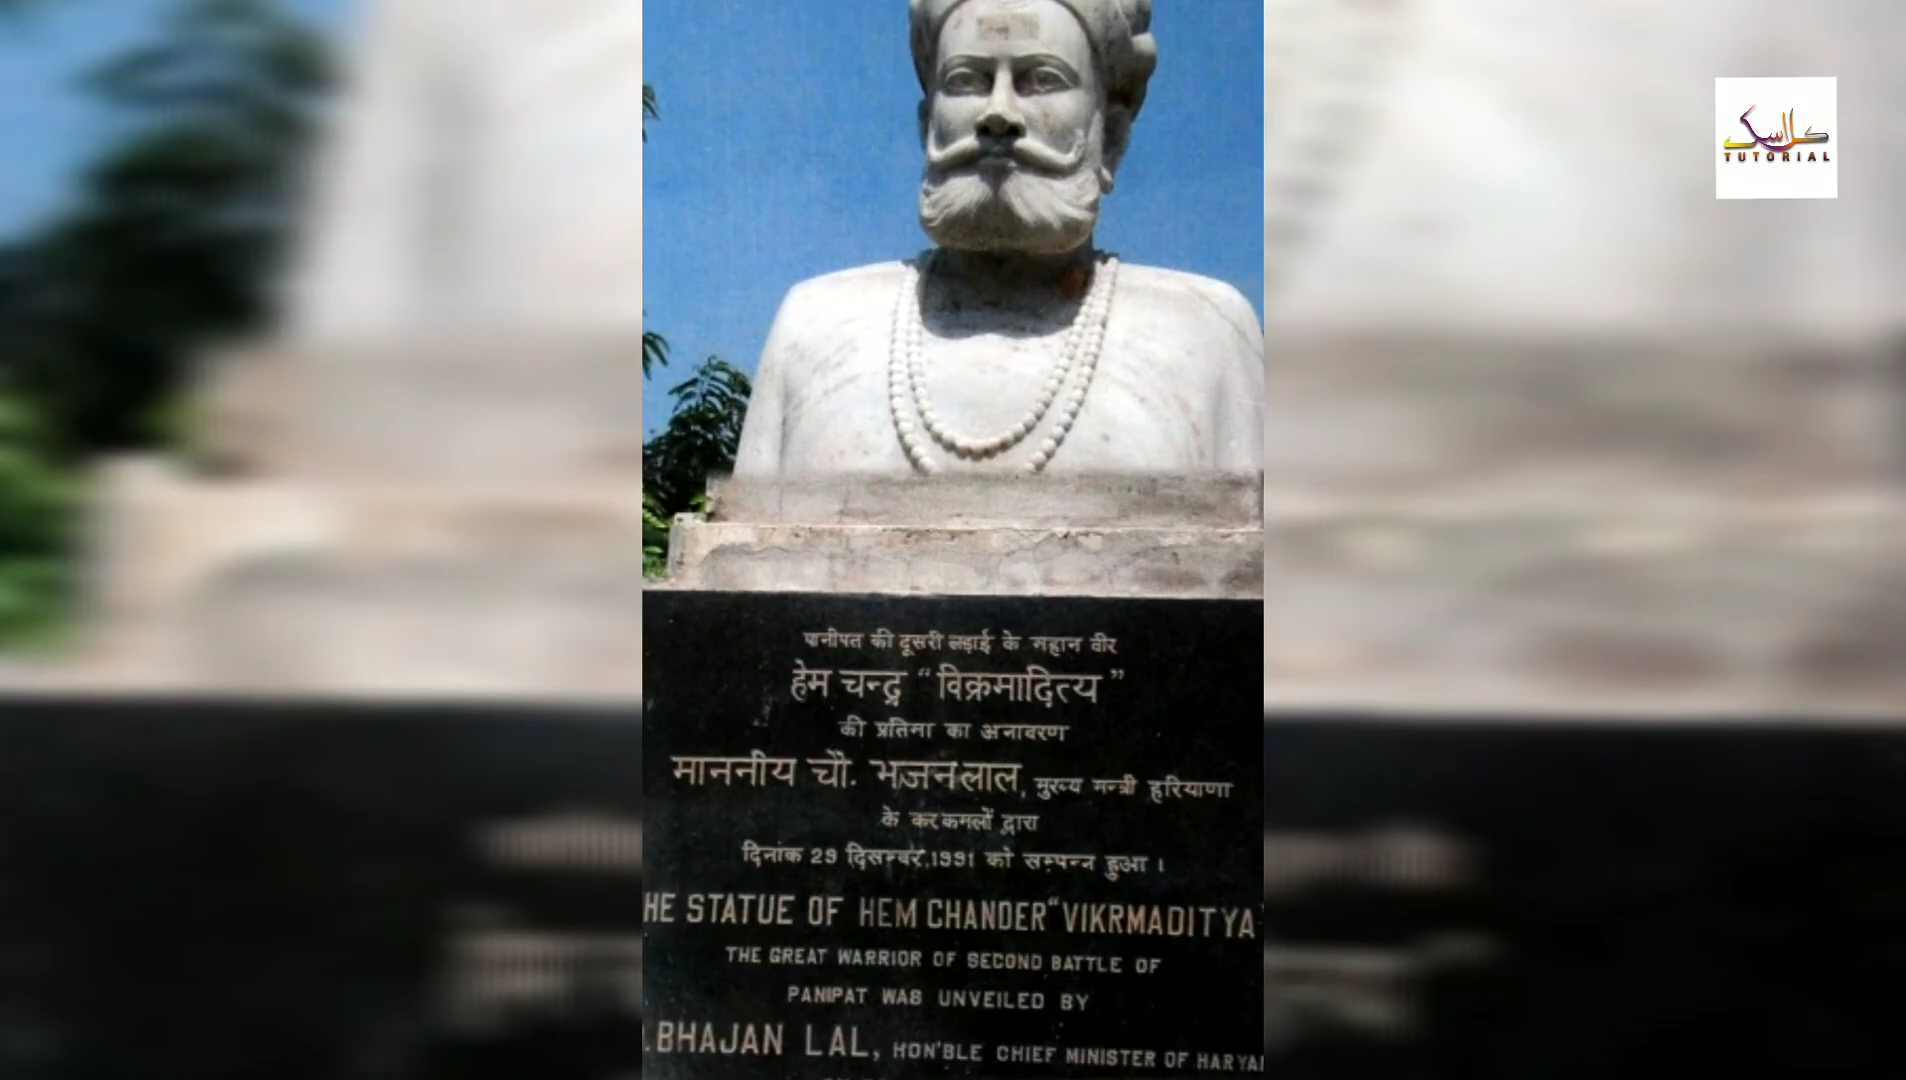 کلاسک
TUTORIAL
पानीपत की दूसरी लड़ाई के महान वीर
हेम चन्द्र “विक्रमादित्य”
की प्रतिमा का अनावरण
माननीय चौ. भजनलाल, मुख्य मन्त्री हरियाणा
के करकमलों द्वारा
दिनांक 29 दिसम्बर,1991 को सम्पन्न हुआ ।
HE STATUE OF HEM CHANDER “VIKRMADITYA
THE GREAT WARRIOR OF SECOND BATTLE OF
PANIPAT WAS UNVEILED BY
.BHAJAN LAL, HON'BLE CHIEF MINISTER OF HARYA